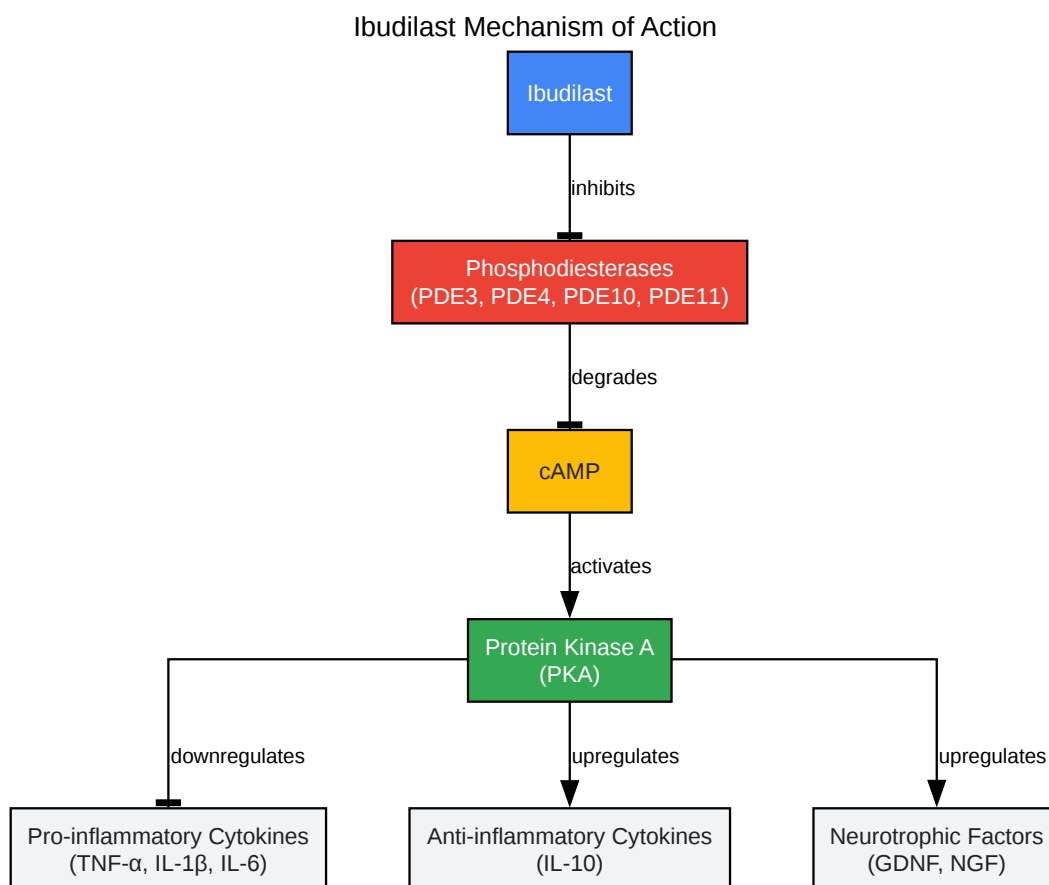 Ibudilast Mechanism of Action
Ibudilast
inhibits
Phosphodiesterases
(PDE3, PDE4, PDE10, PDE11)
degrades
cAMP
activates
Protein Kinase A
(PKA)
downregulates
upregulates
upregulates
Pro-inflammatory Cytokines
(TNF-α, IL-1β, IL-6)
Anti-inflammatory Cytokines
(IL-10)
Neurotrophic Factors
(GDNF, NGF)